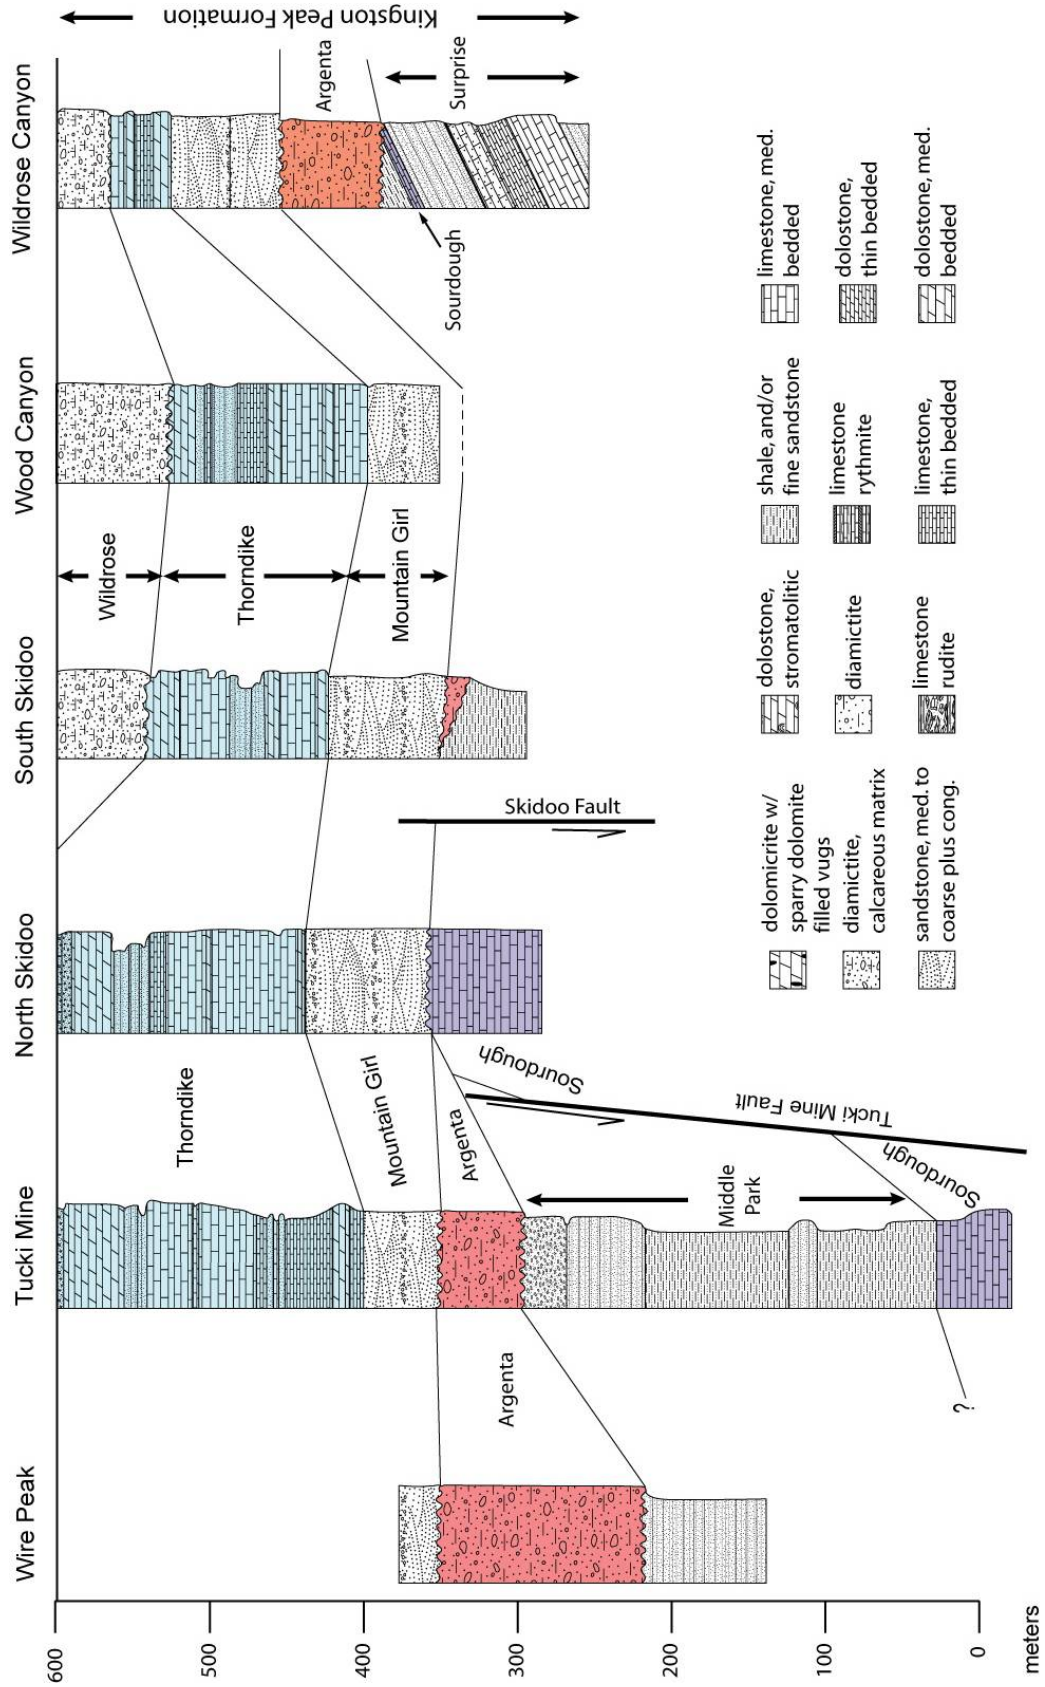 Wire Peak
Tucki Mine
North Skidoo
South Skidoo
Wood Canyon
Wildrose Canyon
600
500
400
300
200
100
0
meters
Argenta
?
Thorndike
Mountain Girl
Argenta
Middle
Park
Sourdough
Sourdough
Tucki Mine Fault
Skidoo Fault
Wildrose
Thorndike
Mountain Girl
Sourdough
Argenta
Surprise
Kingston Peak Formation
dolomicrite w/
sparry dolomite
filled vugs
diamictite,
calcareous matrix
sandstone, med. to
coarse plus cong.
dolostone,
stromatolitic
diamictite
limestone
rudite
shale, and/or
fine sandstone
limestone
rythmite
limestone,
thin bedded
limestone, med.
bedded
dolostone,
thin bedded
dolostone, med.
bedded